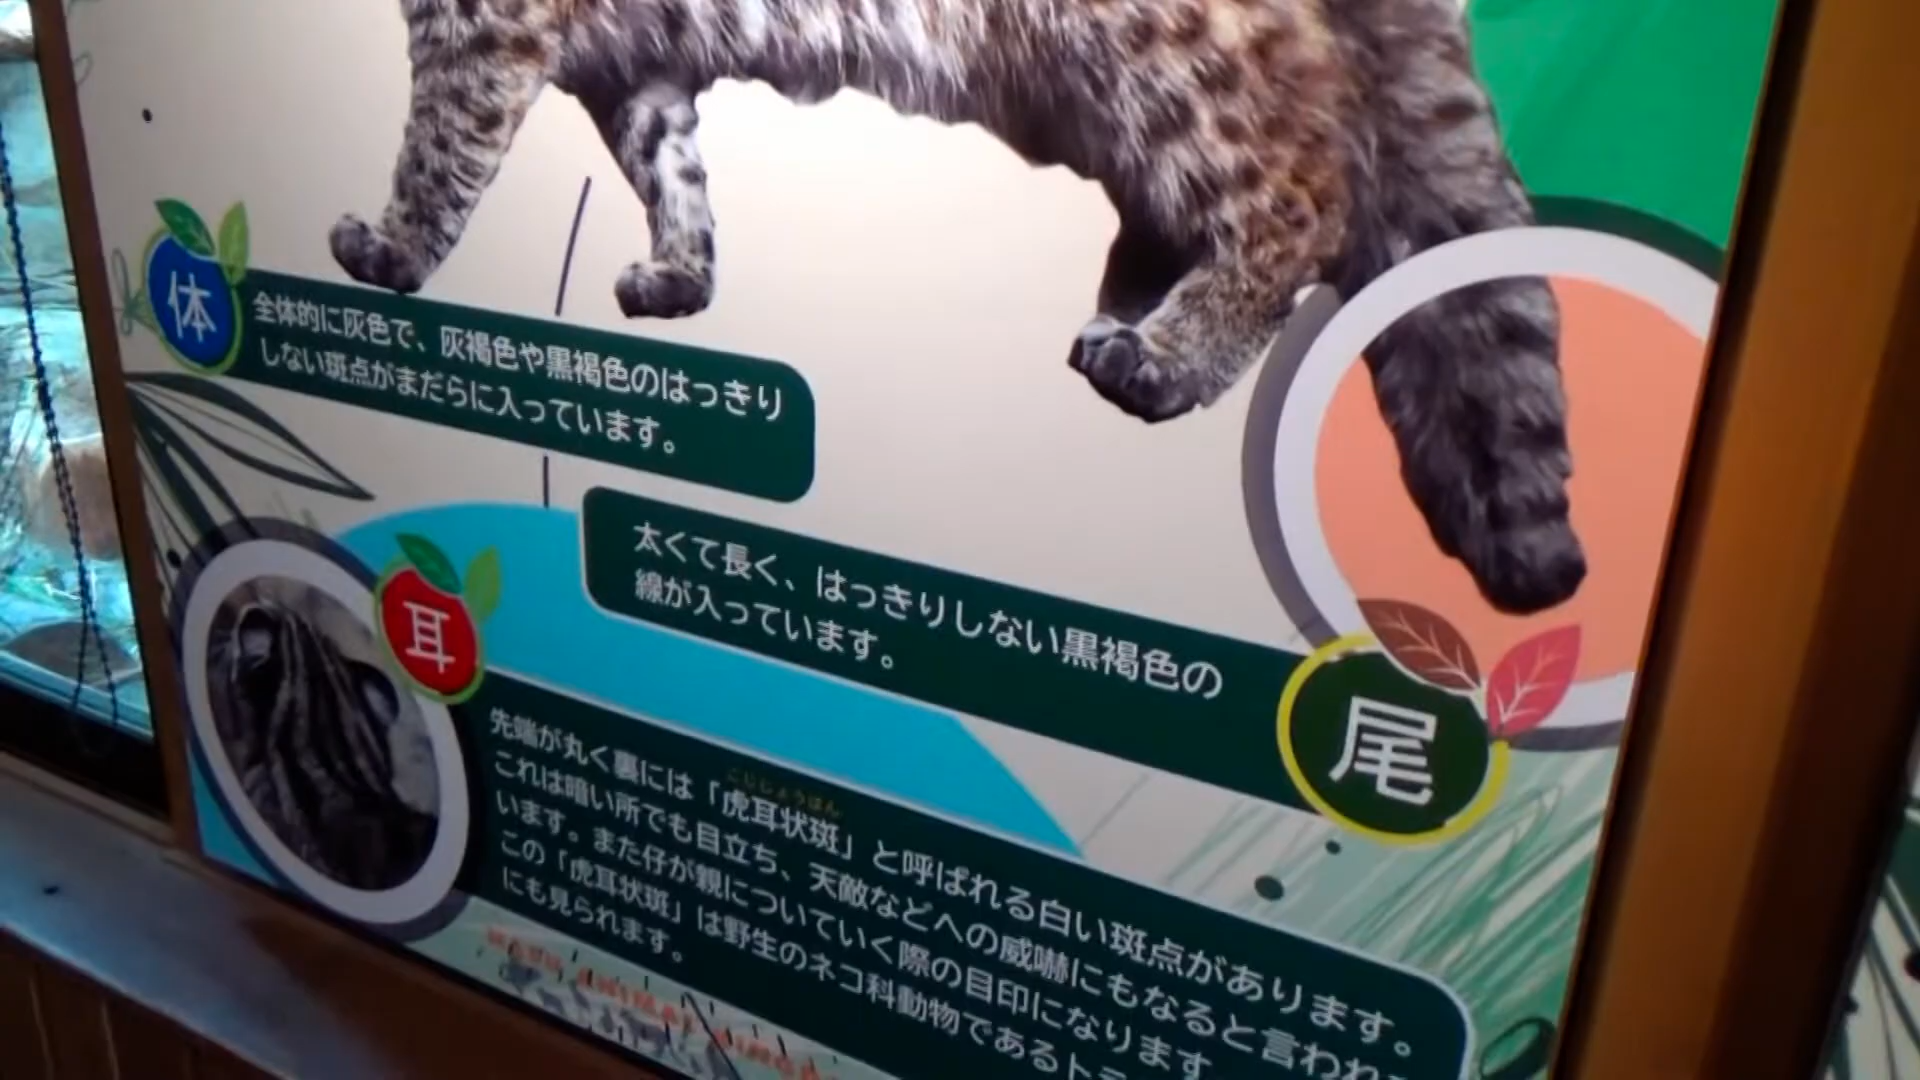 体
全体的に灰色で、灰褐色や黒褐色のはっきり
しない斑点がまだらに入っています。
太くて長く、はっきりしない黒褐色の
線が入っています。
尾
耳
こじじょうはん
先端が丸く裏には「虎耳状斑」と呼ばれる白い斑点があります。
これは暗い所でも目立ち、天敵などへの威嚇にもなると言われ
います。また仔が親についていく際の目印になります
この「虎耳状斑」は野生のネコ科動物であるト
にも見られます。